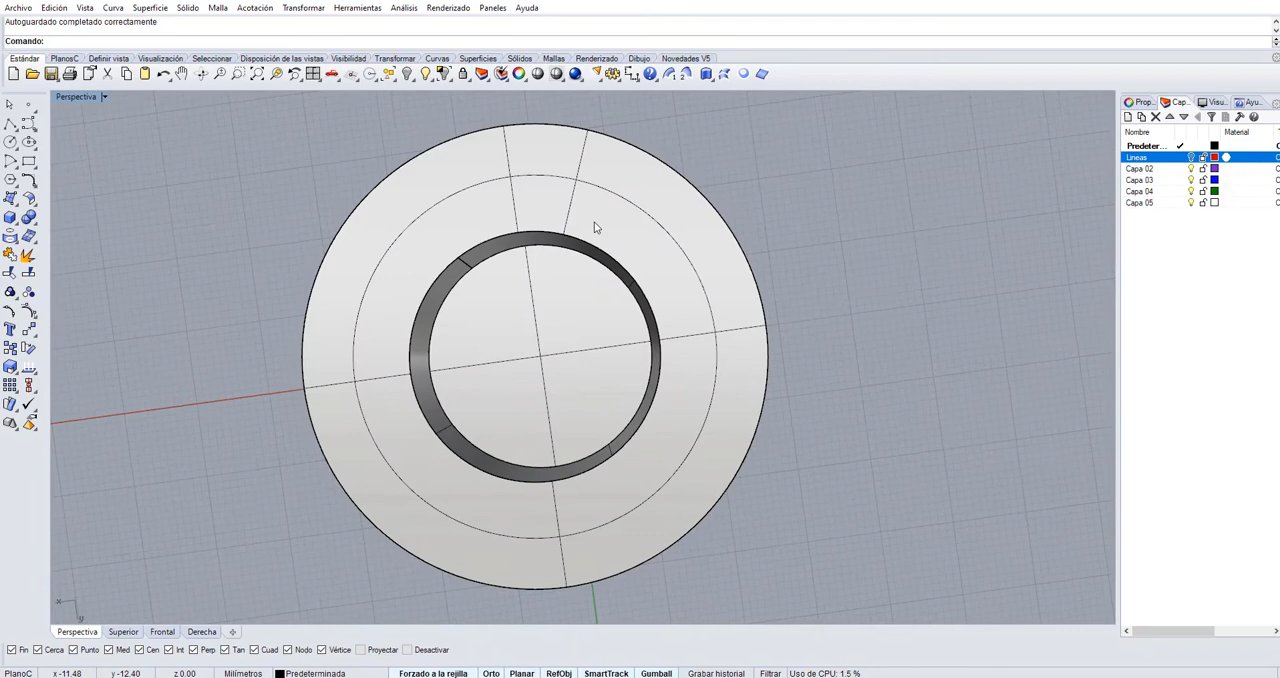 Archivo Edición Vista Curva Superficie Sólido Malla Acotación Transformar Herramientas Análisis Renderizado Paneles Ayuda
Autoguardado completado correctamente
Comando:
Estándar PlanosC Definir vista Visualización Seleccionar Disposición de las vistas Visibilidad Transformar Curvas Superficies Sólidos Mallas Renderizado Dibujo Novedades V5
Perspectiva
Prop... Cap... Visu... Ayu...
Nombre Material
Predeter...
Lineas
Capa 02
Capa 03
Capa 04
Capa 05
x
y
Perspectiva Superior Frontal Derecha
Fin Cerca Punto Med Cen Int Perp Tan Cuad Nodo Vértice Proyectar Desactivar
PlanoC x -11.48 y -12.40 z 0.00 Milímetros Predeterminada Forzado a la rejilla Orto Planar RefObj SmartTrack Gumball Grabar historial Filtrar Uso de CPU: 1.5 %